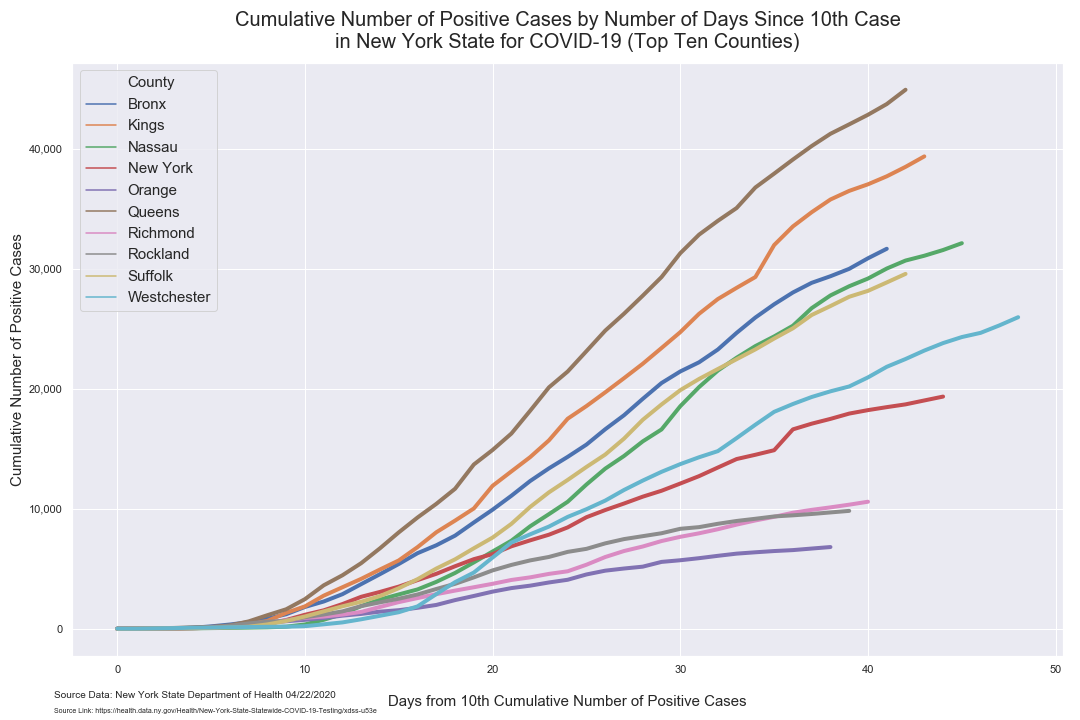 Cumulative Number of Positive Cases by Number of Days Since 10th Case
in New York State for COVID-19 (Top Ten Counties)
County
Bronx
Kings
Nassau
New York
Orange
Queens
Richmond
Rockland
Suffolk
Westchester
Cumulative Number of Positive Cases
40,000
30,000
20,000
10,000
0
0 10 20 30 40 50
Days from 10th Cumulative Number of Positive Cases
Source Data: New York State Department of Health 04/22/2020
Source Link: https://health.data.ny.gov/Health/New-York-State-Statewide-COVID-19-Testing/xdss-u53e